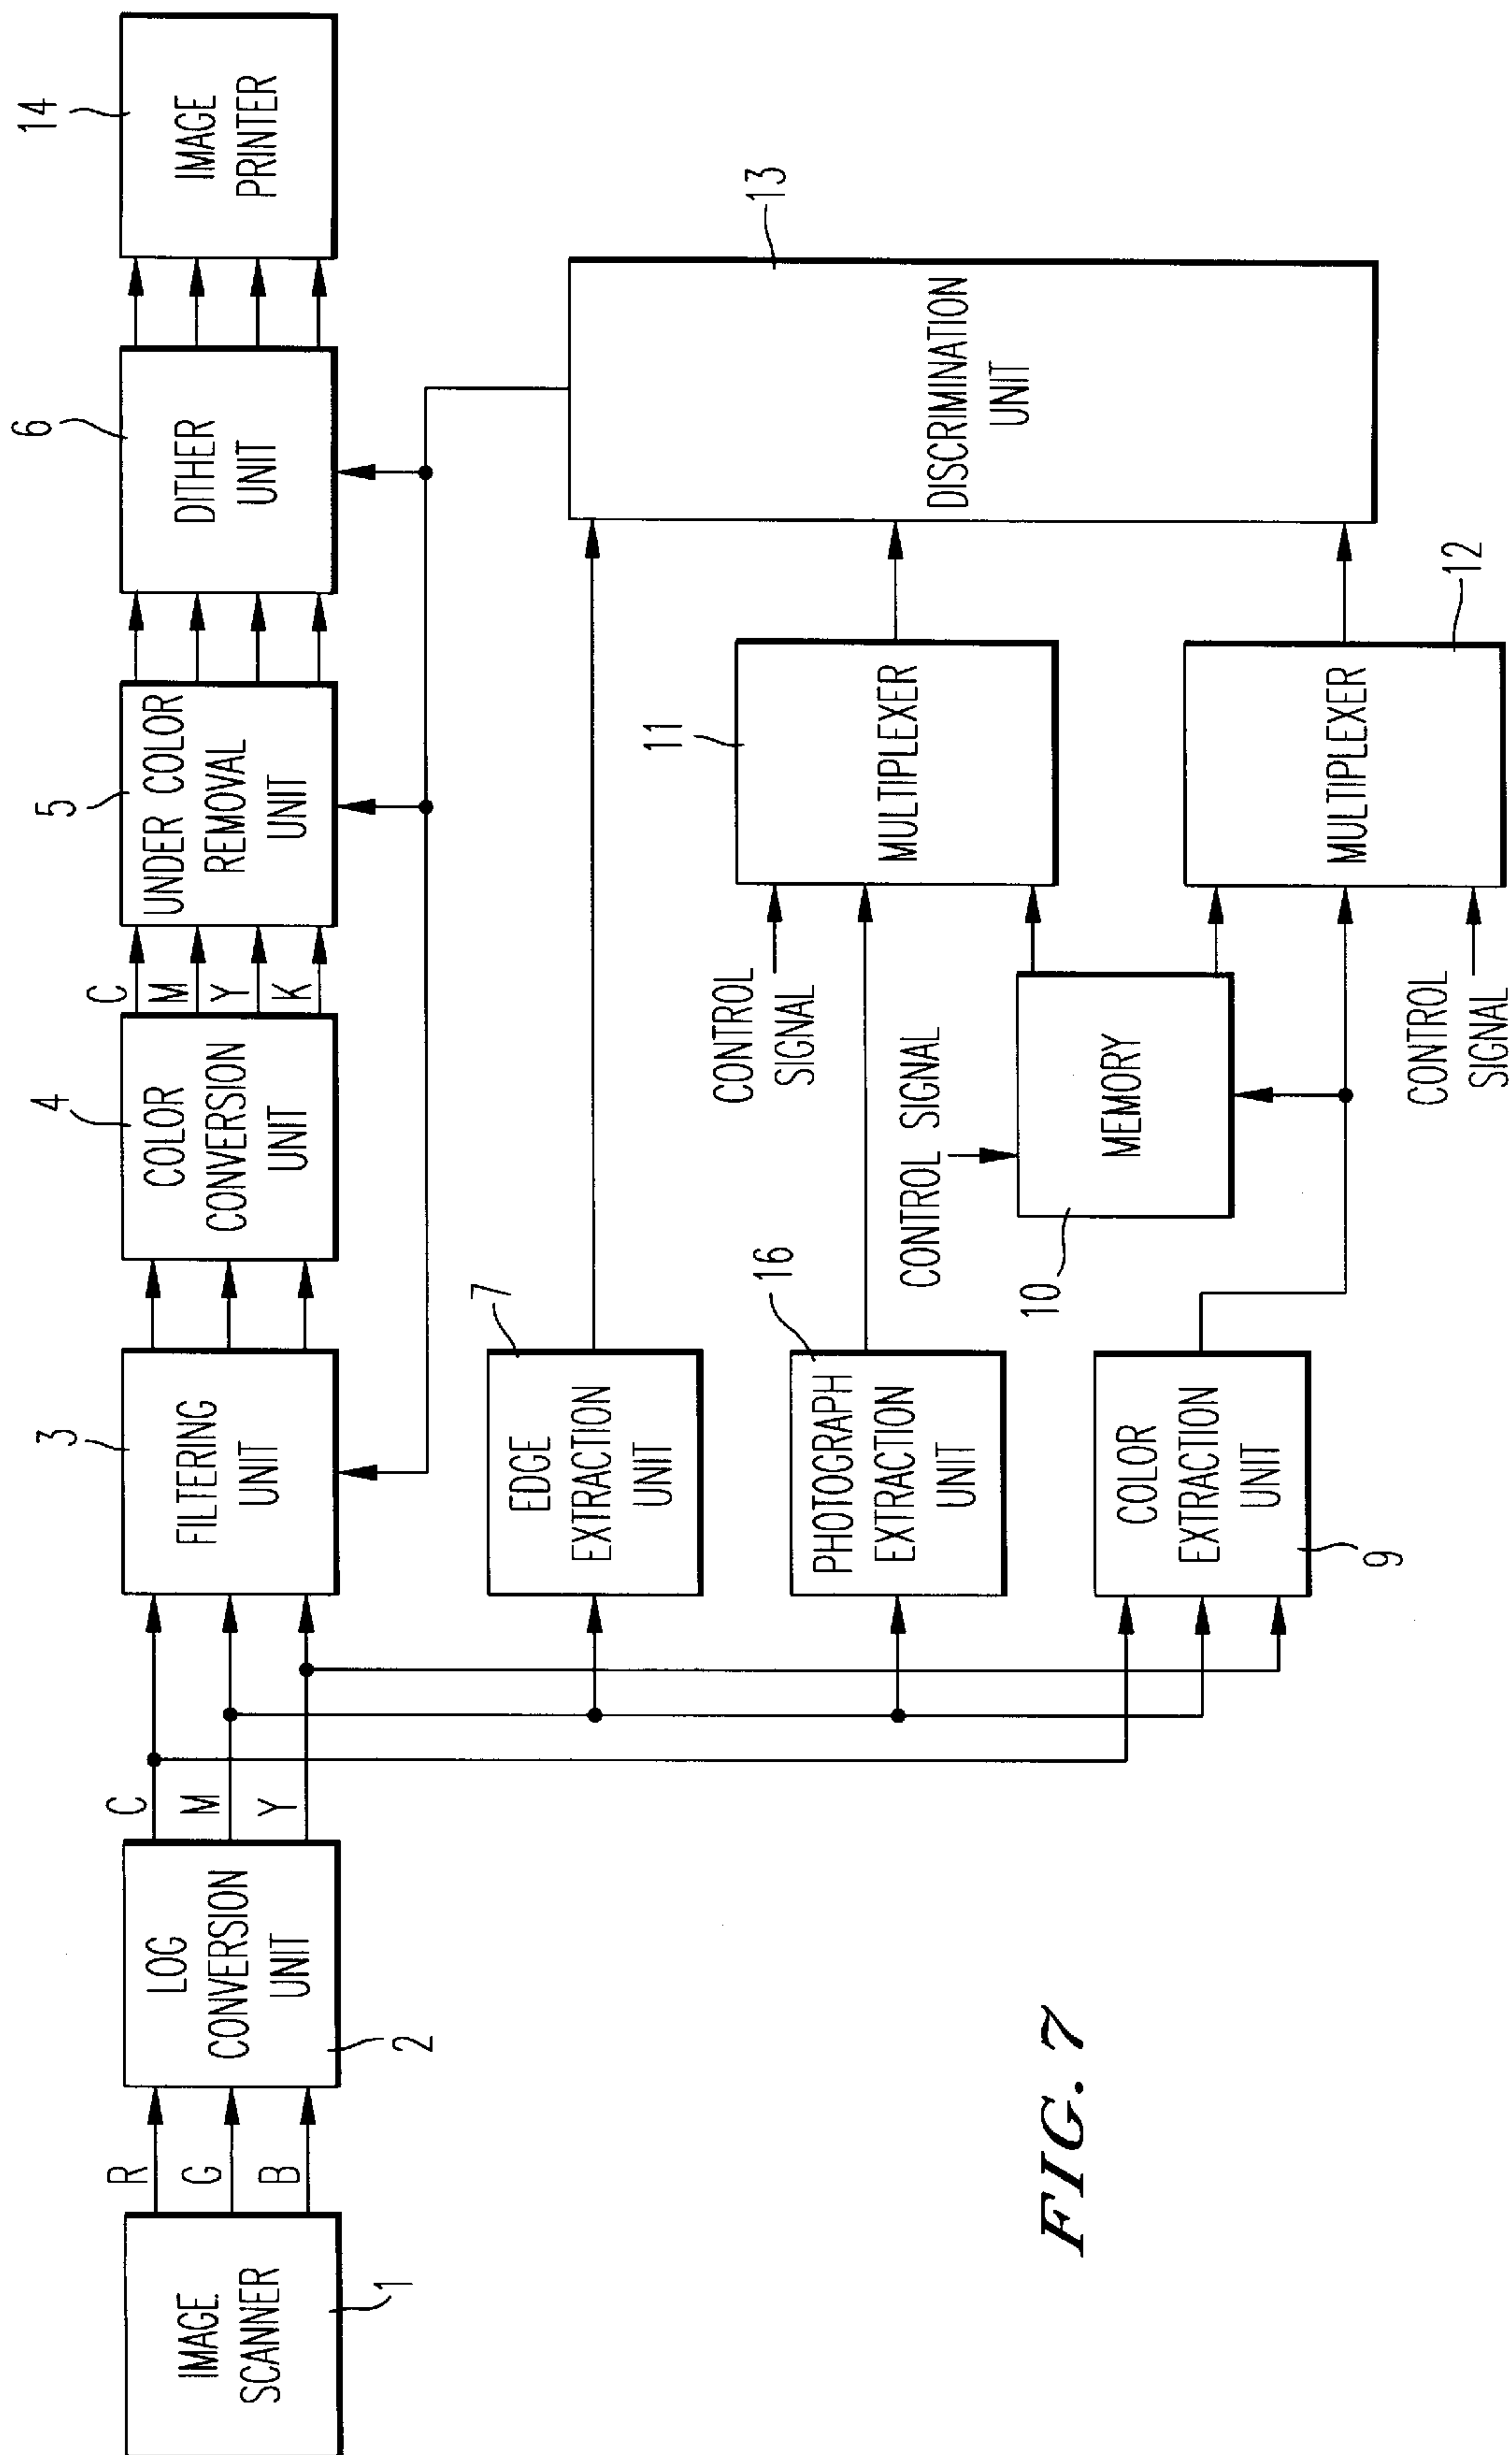 IMAGE
SCANNER
1
R
G
B
LOG
CONVERSION
UNIT
2
C
M
Y
FILTERING
UNIT
3
COLOR
CONVERSION
UNIT
4
C
M
Y
K
UNDER COLOR
REMOVAL
UNIT
5
DITHER
UNIT
6
IMAGE
PRINTER
14
EDGE
EXTRACTION
UNIT
7
PHOTOGRAPH
EXTRACTION
UNIT
16
COLOR
EXTRACTION
UNIT
9
CONTROL SIGNAL
MEMORY
10
CONTROL
SIGNAL
MULTIPLEXER
11
CONTROL
SIGNAL
MULTIPLEXER
12
DISCRIMINATION
UNIT
13
FIG. 7